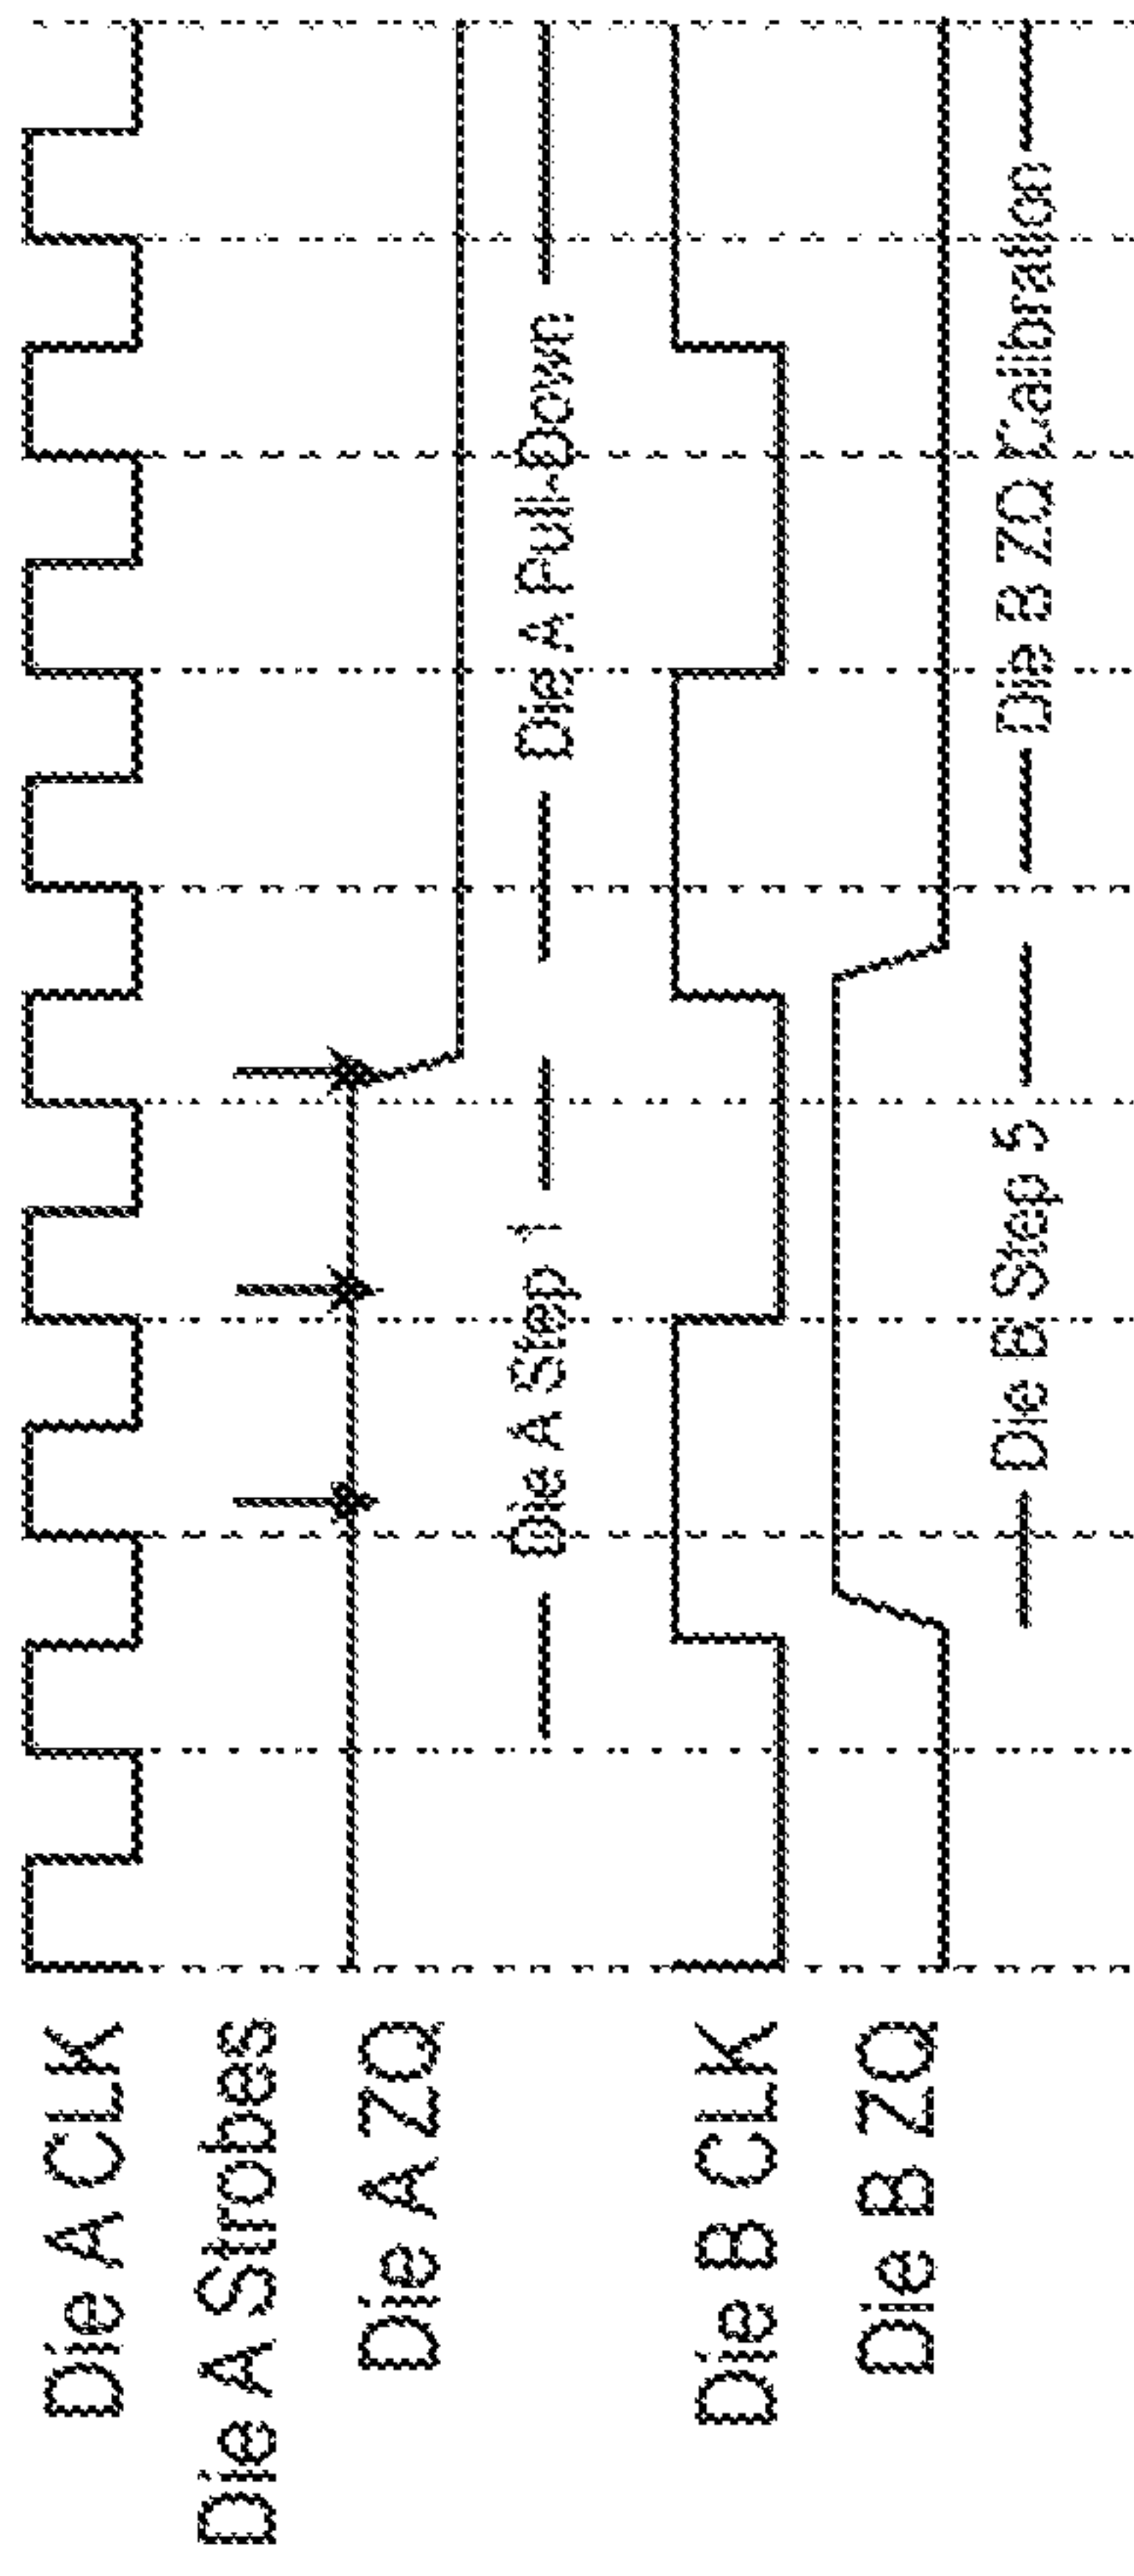 Die A CLK
Die A Strobes
Die A ZQ
Die A Step 1
Die A Pull-Down
Die B CLK
Die B ZQ
Die B Step 5
Die B ZQ Calibration